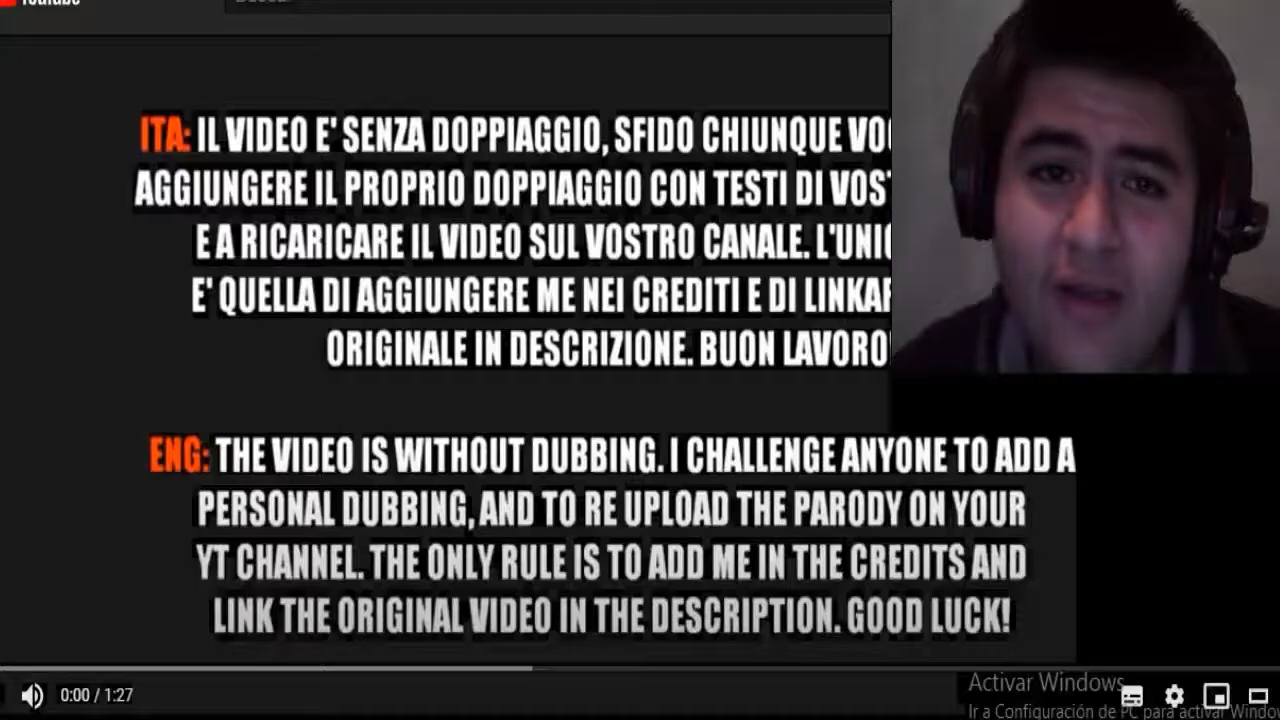 YouTube
ITA: IL VIDEO E' SENZA DOPPIAGGIO, SFIDO CHIUNQUE
AGGIUNGERE IL PROPRIO DOPPIAGGIO CON TESTI DI
E A RICARICARE IL VIDEO SUL VOSTRO CANALE.
E' QUELLA DI AGGIUNGERE ME NEI CREDITI E DI
ORIGINALE IN DESCRIZIONE. BUON LAVORO
ENG: THE VIDEO IS WITHOUT DUBBING. I CHALLENGE ANYONE TO ADD A
PERSONAL DUBBING, AND TO RE UPLOAD THE PARODY ON YOUR
YT CHANNEL. THE ONLY RULE IS TO ADD ME IN THE CREDITS AND
LINK THE ORIGINAL VIDEO IN THE DESCRIPTION. GOOD LUCK!
Activar Windows
Ir a Configuración de PC para activar Windows
0:00 / 1:27